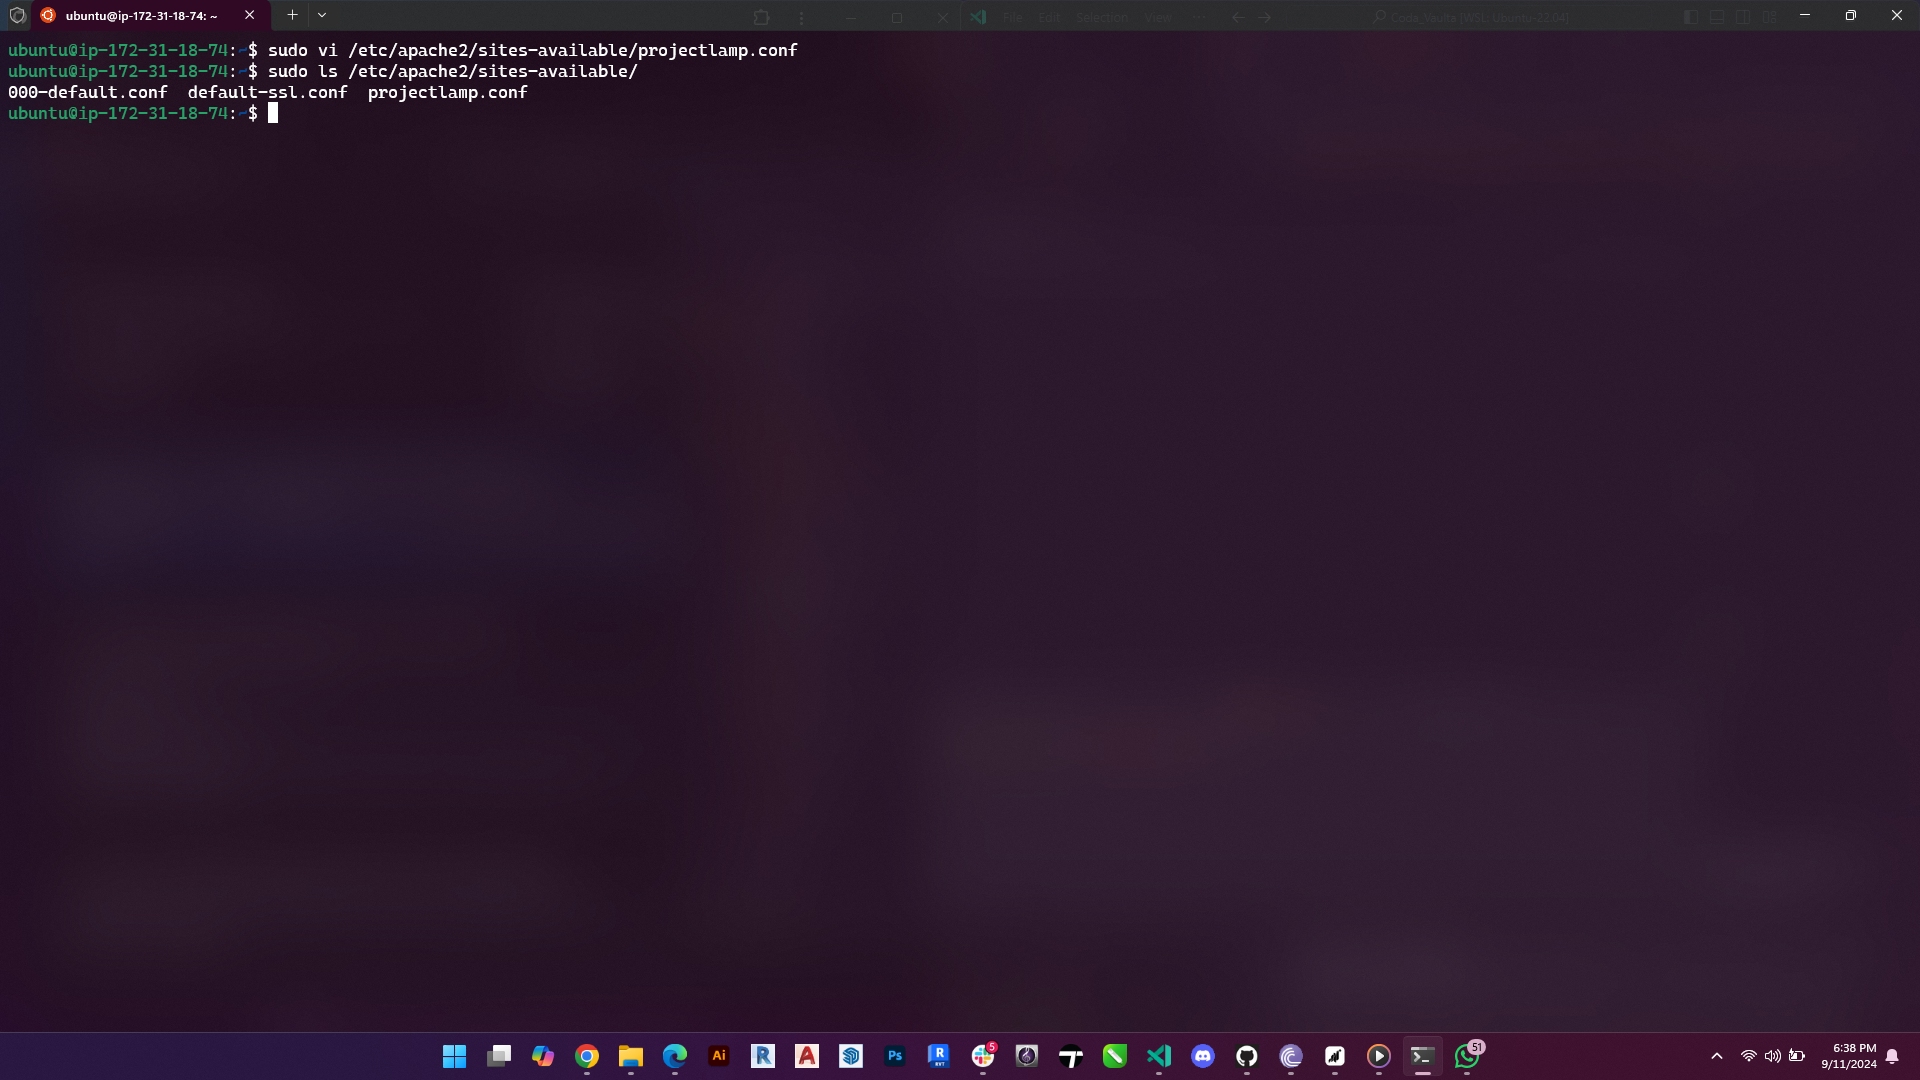 ubuntu@ip-172-31-18-74: ~
File Edit Selection View ... Code_Vaulta [WSL: Ubuntu-22.04]
ubuntu@ip-172-31-18-74:~$ sudo vi /etc/apache2/sites-available/projectlamp.conf
ubuntu@ip-172-31-18-74:~$ sudo ls /etc/apache2/sites-available/
000-default.conf  default-ssl.conf  projectlamp.conf
ubuntu@ip-172-31-18-74:~$
Ai R A Ps R RVT 5 51
6:38 PM
9/11/2024